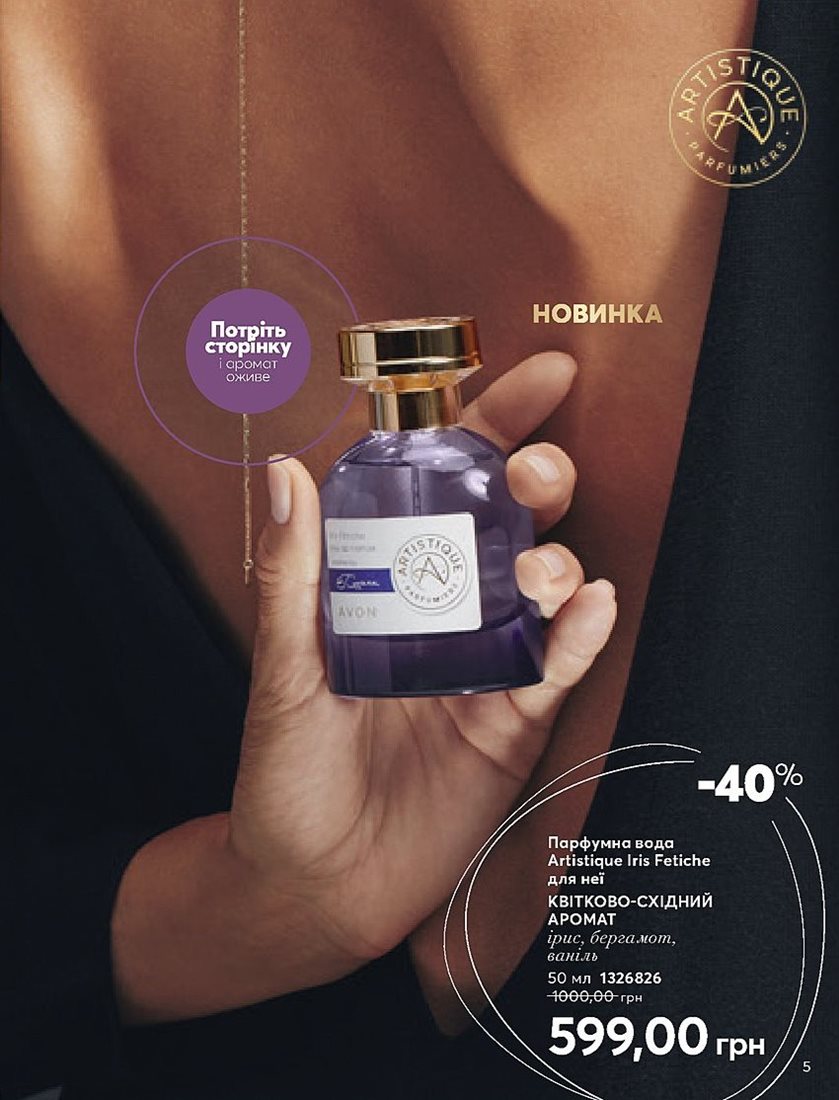 ARTISTIQUE
PARFUMIERS
НОВИНКА
Потріть
сторінку
і аромат
оживе
ARTISTIQUE
PARFUMIERS
AVON
-40%
Парфумна вода
Artistique Iris Fetiche
для неї
КВІТКОВО-СХІДНИЙ
АРОМАТ
ірис, бергамот,
ваніль
50 мл 1326826
1000,00 грн
599,00 грн
5